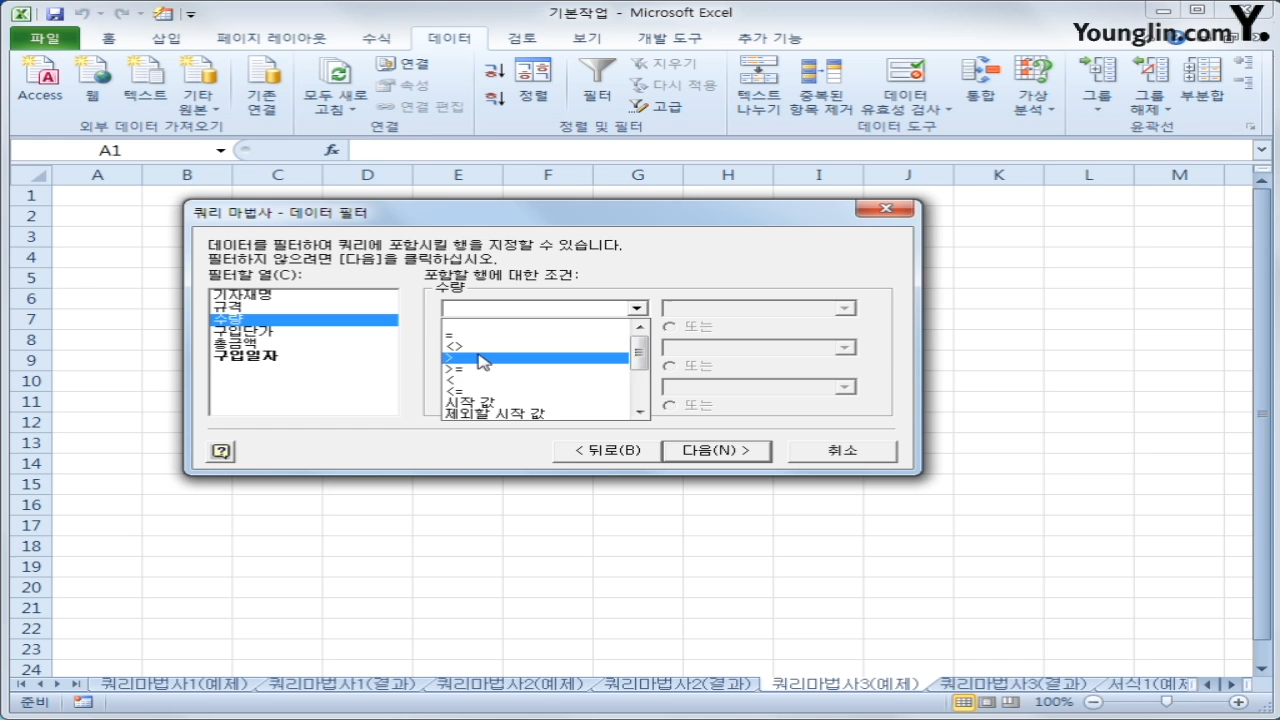 기본작업 - Microsoft Excel
Younglin.com Y.
파일 홈 삽입 페이지 레이아웃 수식 데이터 검토 보기 개발 도구 추가 기능
Access 웹 텍스트 기타 원본 기존 연결
외부 데이터 가져오기
모두 새로 고침 연결 속성 연결 편집
연결
정렬 필터 지우기 다시 적용 고급
정렬 및 필터
텍스트 나누기 중복된 항목 제거 데이터 유효성 검사 통합 가상 분석
데이터 도구
그룹 그룹 해제 부분합
윤곽선
A1 fx
A B C D E F G H I J K L M
1
2
3
4
5
6
7
8
9
10
11
12
13
14
15
16
17
18
19
20
21
22
23
24
쿼리 마법사 - 데이터 필터
데이터를 필터하여 쿼리에 포함시킬 행을 지정할 수 있습니다.
필터하지 않으려면 [다음]을 클릭하십시오.
필터할 열(C): 포함할 행에 대한 조건:
기자재명
규격
수량
구입단가
총금액
구입일자
수량
=
<>
>
>=
<
<=
시작 값
제외할 시작 값
또는
또는
또는
< 뒤로(B) 다음(N) > 취소
쿼리마법사1(예제) 쿼리마법사1(결과) 쿼리마법사2(예제) 쿼리마법사2(결과) 쿼리마법사3(예제) 쿼리마법사3(결과) 서식1(예제
준비 100%